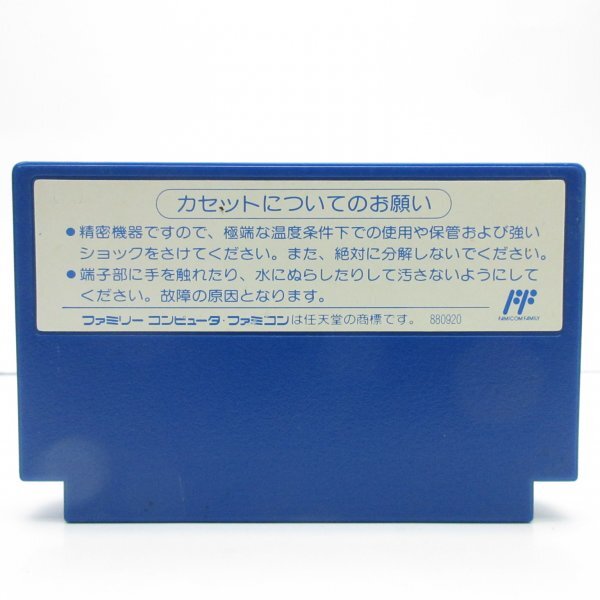 カセットについてのお願い
●精密機器ですので、極端な温度条件下での使用や保管および強い
ショックをさけてください。また、絶対に分解しないでください。
●端子部に手を触れたり、水にぬらしたりして汚さないようにして
ください。故障の原因となります。
ファミリーコンピュータ・ファミコンは任天堂の商標です。 880920
FF
FAMICOM FAMILY